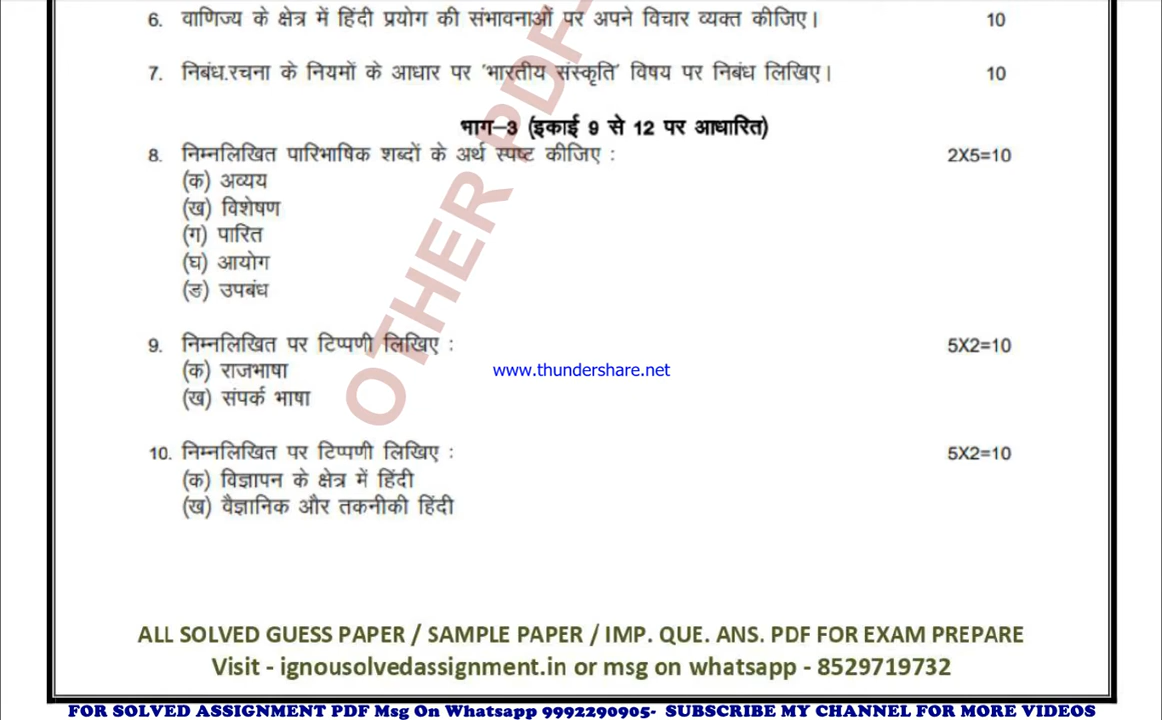 6. वाणिज्य के क्षेत्र में हिंदी प्रयोग की संभावनाओं पर अपने विचार व्यक्त कीजिए। 10
7. निबंध.रचना के नियमों के आधार पर 'भारतीय संस्कृति' विषय पर निबंध लिखिए। 10
भाग–3 (इकाई 9 से 12 पर आधारित)
8. निम्नलिखित पारिभाषिक शब्दों के अर्थ स्पष्ट कीजिए : 2X5=10
(क) अव्यय
(ख) विशेषण
(ग) पारित
(घ) आयोग
(ङ) उपबंध
9. निम्नलिखित पर टिप्पणी लिखिए : 5X2=10
(क) राजभाषा
www.thundershare.net
(ख) संपर्क भाषा
10. निम्नलिखित पर टिप्पणी लिखिए : 5X2=10
(क) विज्ञापन के क्षेत्र में हिंदी
(ख) वैज्ञानिक और तकनीकी हिंदी
OTHER PDF-
ALL SOLVED GUESS PAPER / SAMPLE PAPER / IMP. QUE. ANS. PDF FOR EXAM PREPARE
Visit - ignousolvedassignment.in or msg on whatsapp - 8529719732
FOR SOLVED ASSIGNMENT PDF Msg On Whatsapp 9992290905- SUBSCRIBE MY CHANNEL FOR MORE VIDEOS